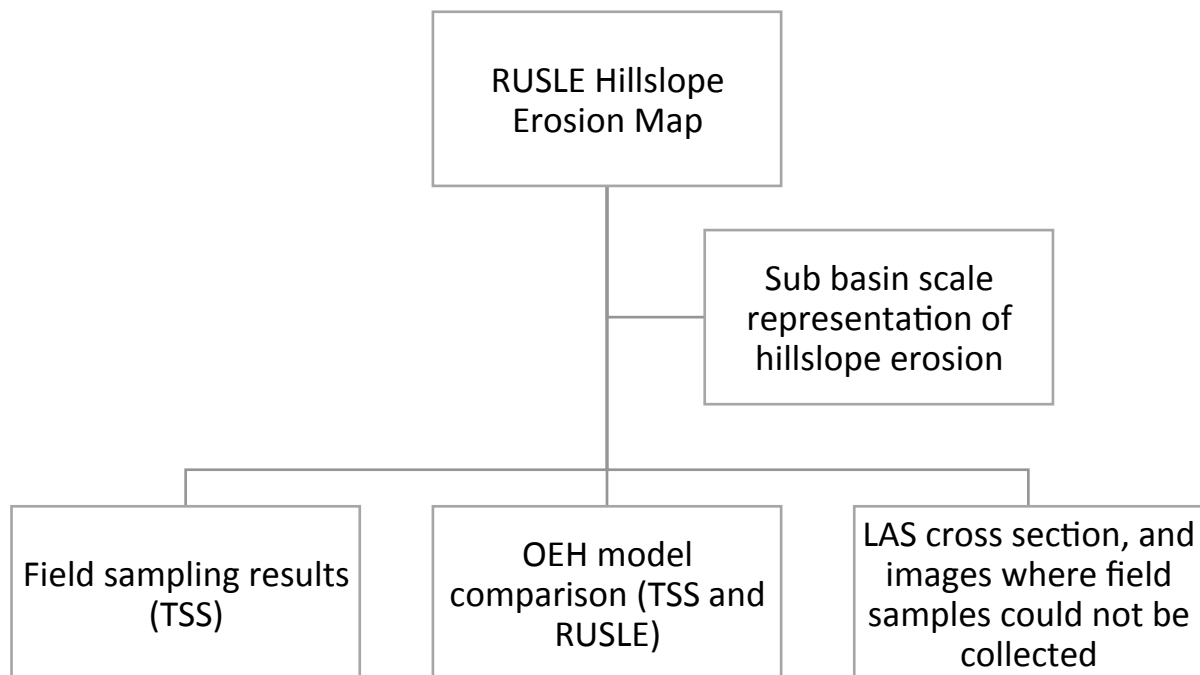 RUSLE Hillslope
Erosion Map
Sub basin scale
representation of
hillslope erosion
Field sampling results
(TSS)
OEH model
comparison (TSS and
RUSLE)
LAS cross section, and
images where field
samples could not be
collected